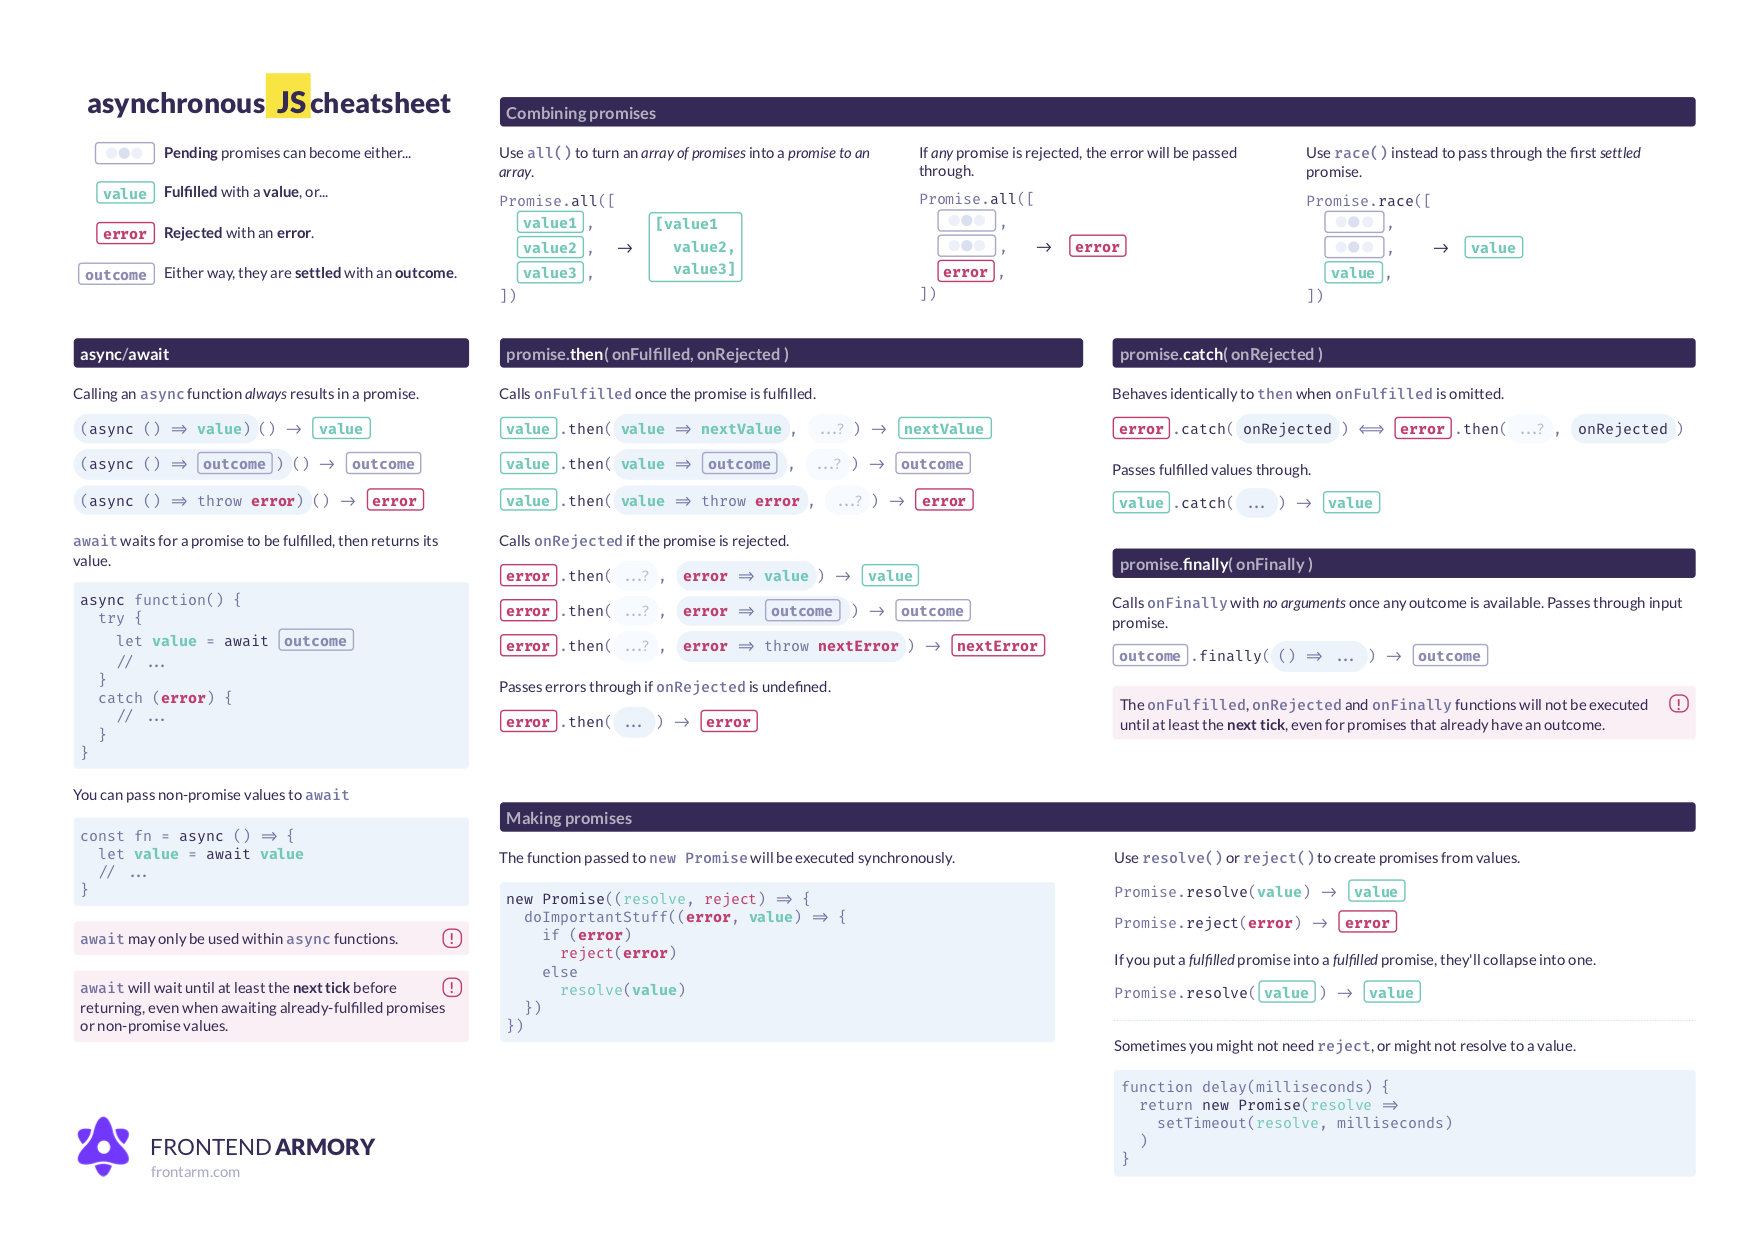 asynchronous JS cheatsheet
Pending promises can become either...
value Fulfilled with a value, or...
error Rejected with an error.
outcome Either way, they are settled with an outcome.
Combining promises
Use all() to turn an array of promises into a promise to an
array.
Promise.all([
value1 ,
value2 ,
value3 ,
])
→
[value1
value2,
value3]
If any promise is rejected, the error will be passed
through.
Promise.all([
,
,
error ,
])
→ error
Use race() instead to pass through the first settled
promise.
Promise.race([
,
,
value ,
])
→ value
async/await
Calling an async function always results in a promise.
(async () => value)() → value
(async () => outcome )() → outcome
(async () => throw error)() → error
await waits for a promise to be fulfilled, then returns its
value.
async function() {
try {
let value = await outcome
// ...
}
catch (error) {
// ...
}
}
You can pass non-promise values to await
const fn = async () => {
let value = await value
// ...
}
await may only be used within async functions. !
await will wait until at least the next tick before !
returning, even when awaiting already-fulfilled promises
or non-promise values.
promise.then( onFulfilled, onRejected )
Calls onFulfilled once the promise is fulfilled.
value .then( value => nextValue , ...? ) → nextValue
value .then( value => outcome , ...? ) → outcome
value .then( value => throw error , ...? ) → error
Calls onRejected if the promise is rejected.
error .then( ...? , error => value ) → value
error .then( ...? , error => outcome ) → outcome
error .then( ...? , error => throw nextError ) → nextError
Passes errors through if onRejected is undefined.
error .then( ... ) → error
promise.catch( onRejected )
Behaves identically to then when onFulfilled is omitted.
error .catch( onRejected ) <=> error .then( ...? , onRejected )
Passes fulfilled values through.
value .catch( ... ) → value
promise.finally( onFinally )
Calls onFinally with no arguments once any outcome is available. Passes through input
promise.
outcome .finally( () => ... ) → outcome
The onFulfilled, onRejected and onFinally functions will not be executed !
until at least the next tick, even for promises that already have an outcome.
Making promises
The function passed to new Promise will be executed synchronously.
new Promise((resolve, reject) => {
doImportantStuff((error, value) => {
if (error)
reject(error)
else
resolve(value)
})
})
Use resolve() or reject() to create promises from values.
Promise.resolve(value) → value
Promise.reject(error) → error
If you put a fulfilled promise into a fulfilled promise, they'll collapse into one.
Promise.resolve( value ) → value
Sometimes you might not need reject, or might not resolve to a value.
function delay(milliseconds) {
return new Promise(resolve =>
setTimeout(resolve, milliseconds)
)
}
FRONTEND ARMORY
frontarm.com